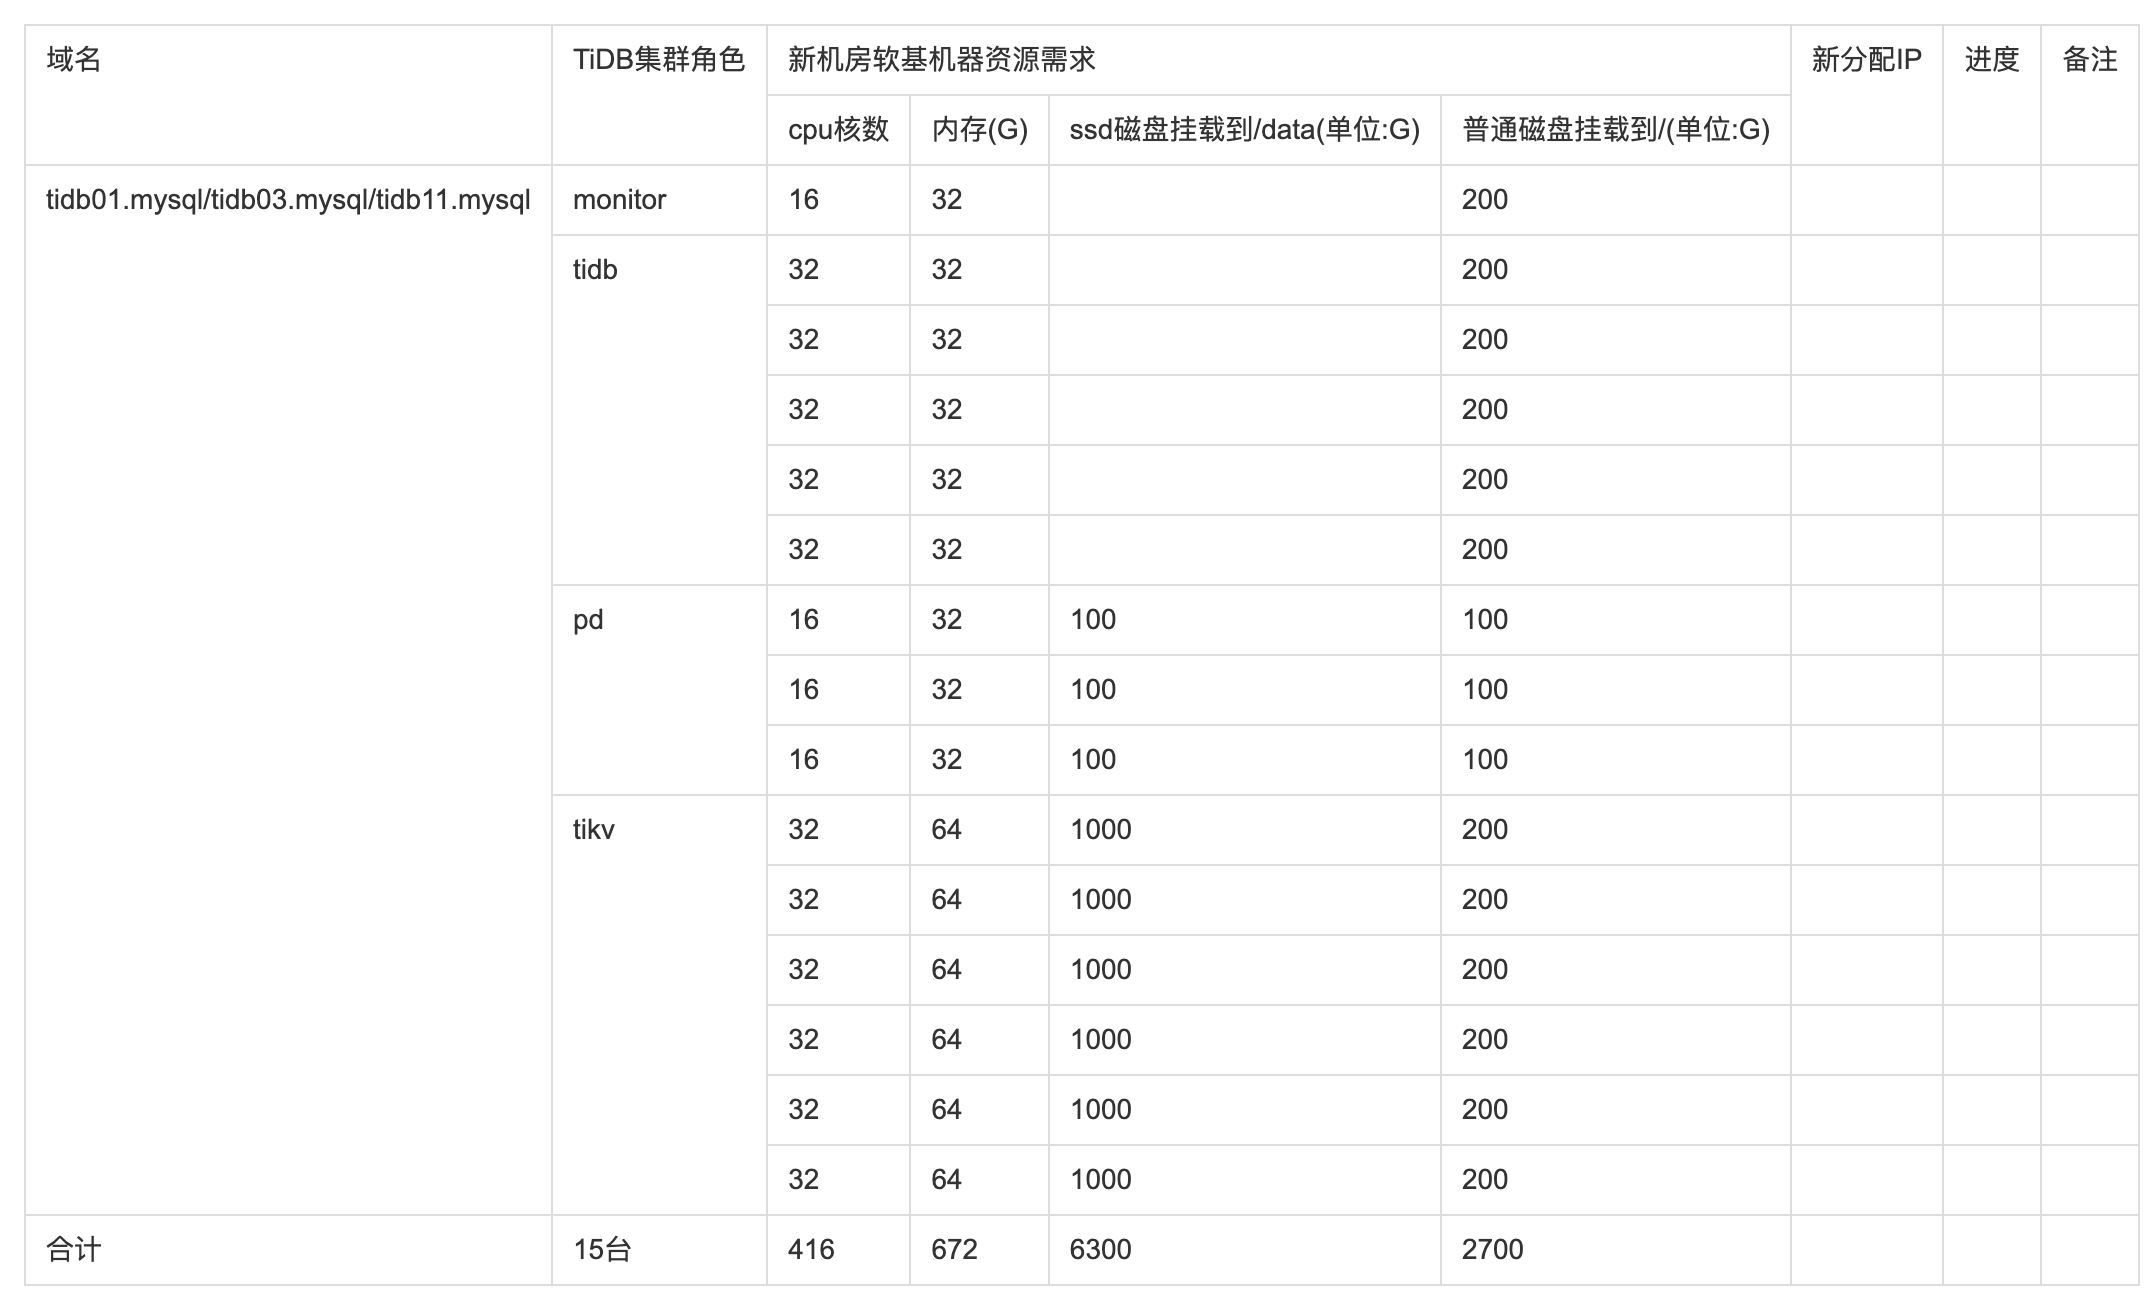 域名 TiDB集群角色 新机房软基机器资源需求 新分配IP 进度 备注
cpu核数 内存(G) ssd磁盘挂载到/data(单位:G) 普通磁盘挂载到/(单位:G)
tidb01.mysql/tidb03.mysql/tidb11.mysql monitor 16 32 200
tidb 32 32 200
32 32 200
32 32 200
32 32 200
32 32 200
pd 16 32 100 100
16 32 100 100
16 32 100 100
tikv 32 64 1000 200
32 64 1000 200
32 64 1000 200
32 64 1000 200
32 64 1000 200
32 64 1000 200
合计 15台 416 672 6300 2700